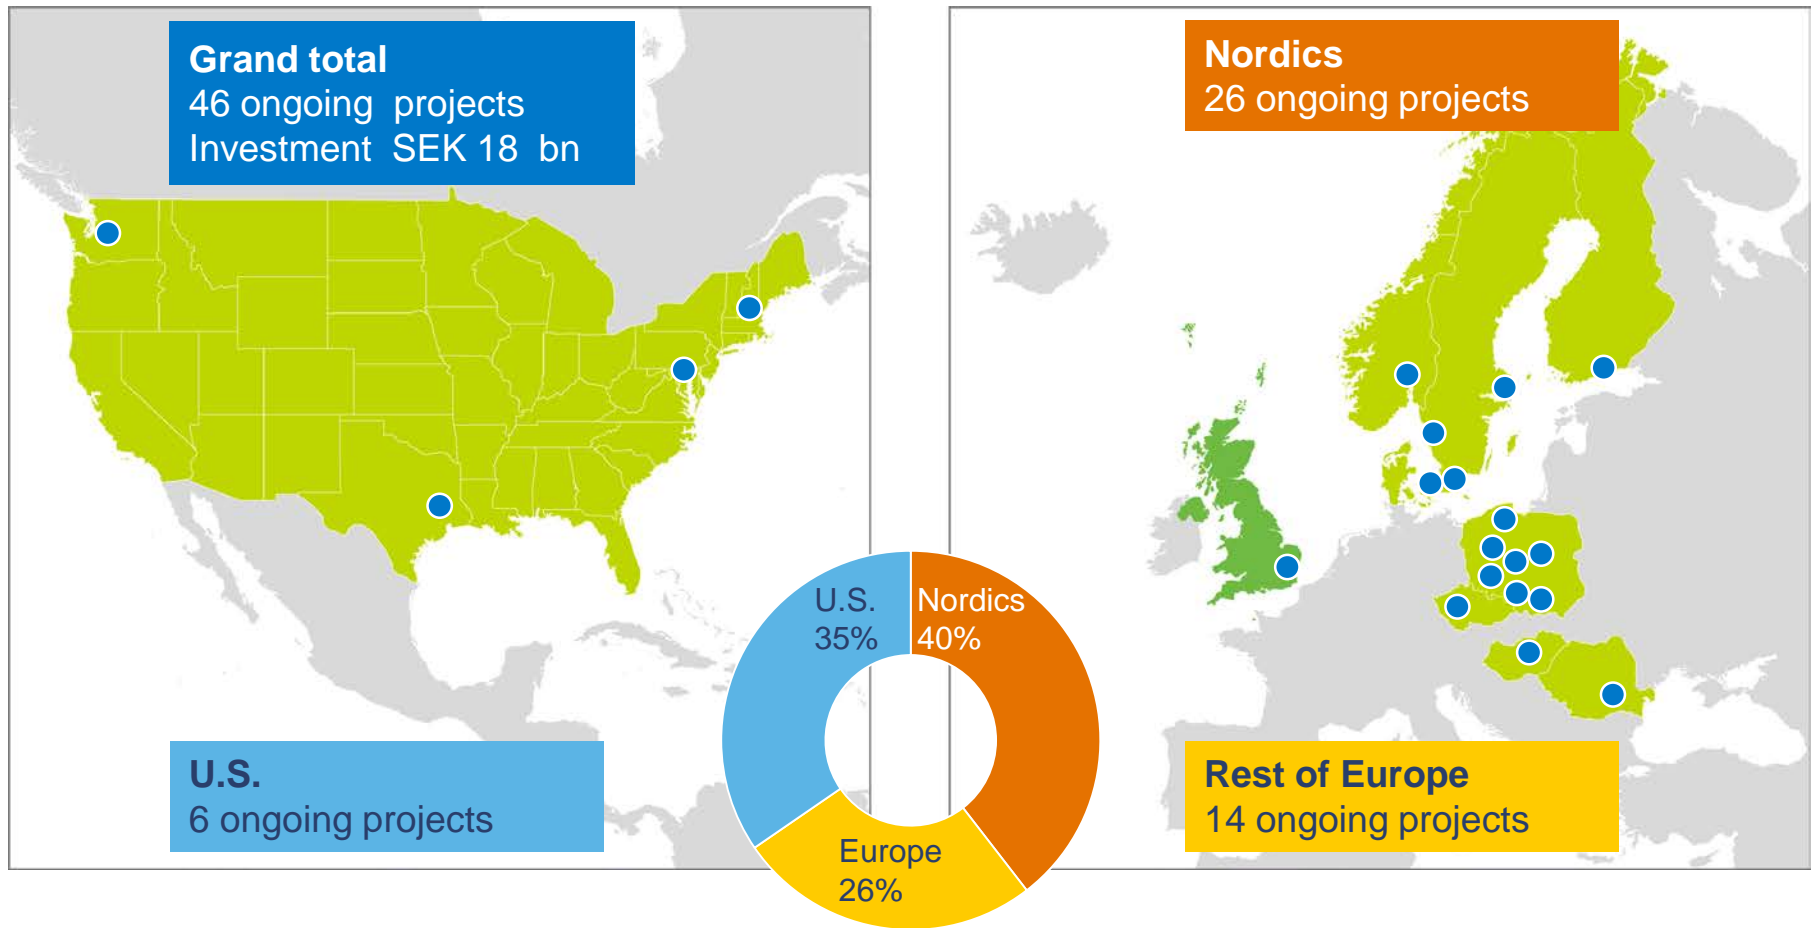 Grand total
46 ongoing projects
Investment SEK 18 bn
Nordics
26 ongoing projects
U.S.
35%
Nordics
40%
Europe
26%
U.S.
6 ongoing projects
Rest of Europe
14 ongoing projects